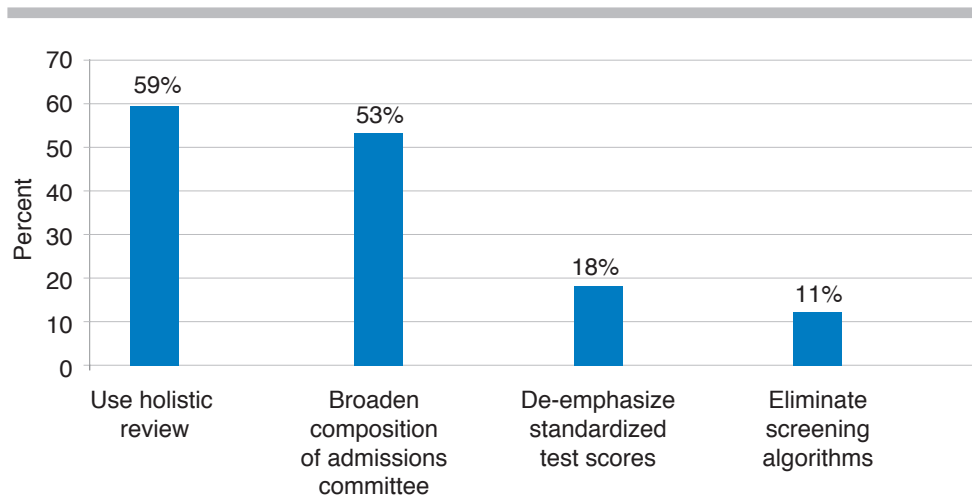 70
60
50
40
30
20
10
0
Percent
59%
53%
18%
11%
Use holistic
review
Broaden
composition
of admissions
committee
De-emphasize
standardized
test scores
Eliminate
screening
algorithms